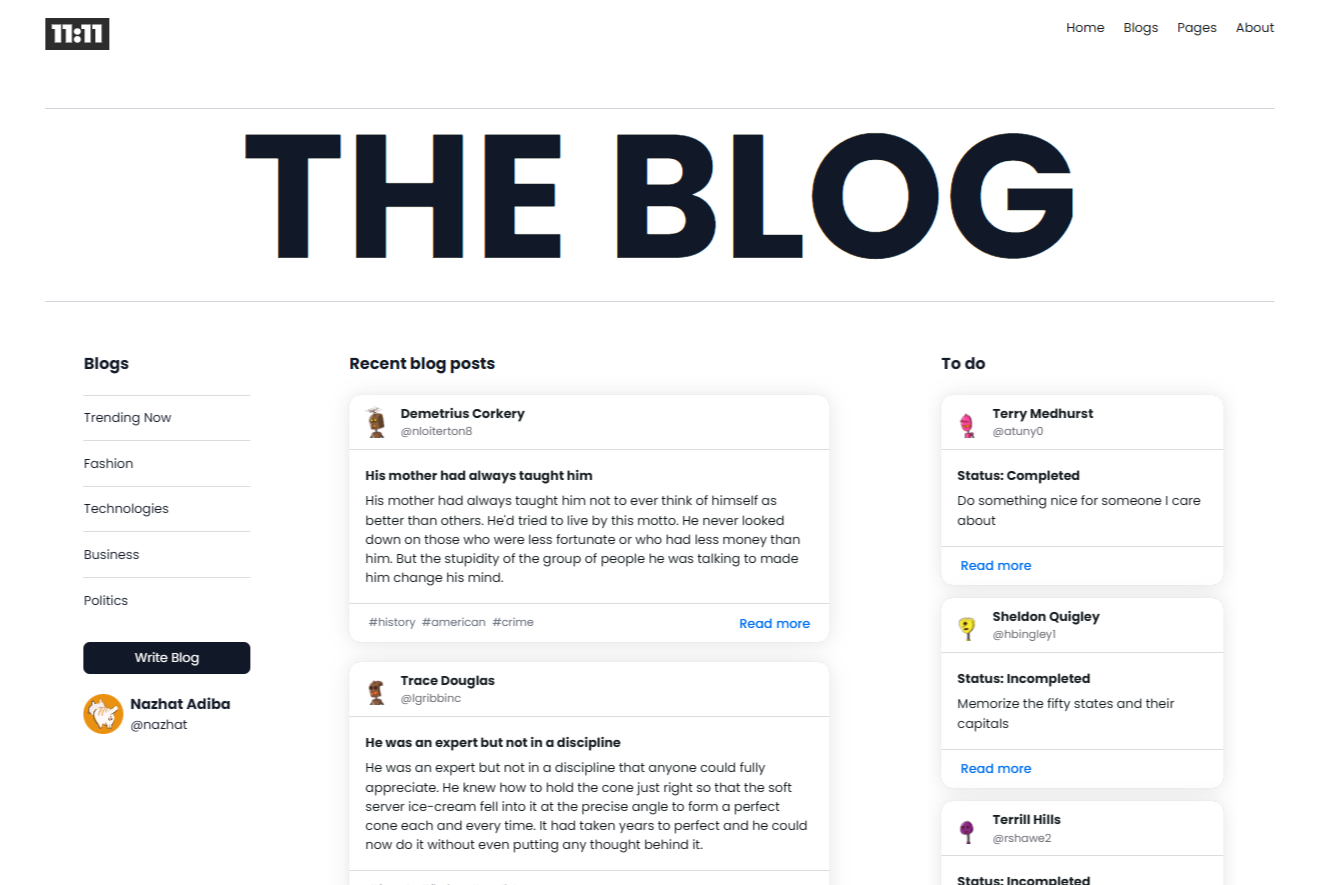 11:11
Home Blogs Pages About
THE BLOG
Blogs
Trending Now
Fashion
Technologies
Business
Politics
Write Blog
Nazhat Adiba
@nazhat
Recent blog posts
Demetrius Corkery
@nloiterton8
His mother had always taught him
His mother had always taught him not to ever think of himself as
better than others. He'd tried to live by this motto. He never looked
down on those who were less fortunate or who had less money than
him. But the stupidity of the group of people he was talking to made
him change his mind.
#history #american #crime
Read more
Trace Douglas
@lgribbinc
He was an expert but not in a discipline
He was an expert but not in a discipline that anyone could fully
appreciate. He knew how to hold the cone just right so that the soft
server ice-cream fell into it at the precise angle to form a perfect
cone each and every time. It had taken years to perfect and he could
now do it without even putting any thought behind it.
To do
Terry Medhurst
@atuny0
Status: Completed
Do something nice for someone I care
about
Read more
Sheldon Quigley
@hbingley1
Status: Incompleted
Memorize the fifty states and their
capitals
Read more
Terrill Hills
@rshawe2
Status: Incompleted